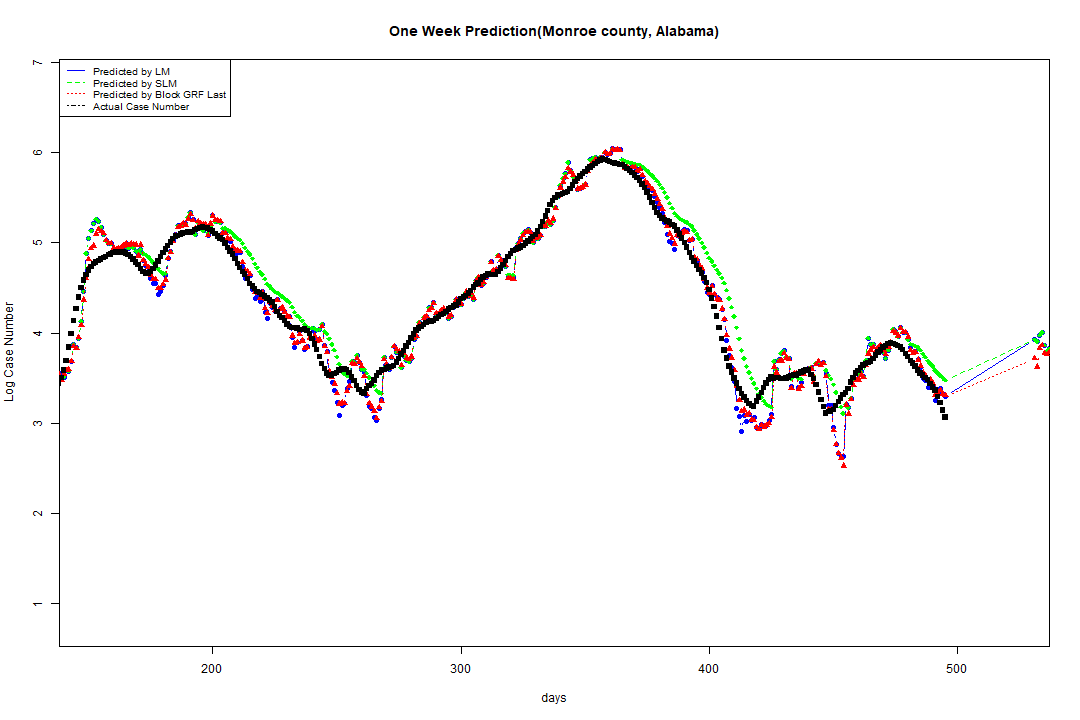 One Week Prediction(Monroe county, Alabama)
Predicted by LM
Predicted by SLM
Predicted by Block GRF Last
Actual Case Number
7
6
5
4
3
2
1
Log Case Number
200 300 400 500
days